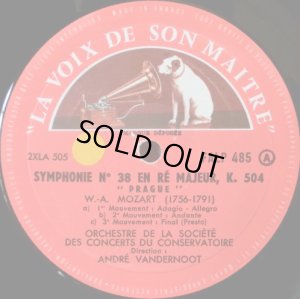 "LA VOIX DE SON MAITRE"
2XLA 505
485 A
SOLD OUT
SYMPHONIE N° 38 EN RÉ MAJEUR, K. 504
" PRAGUE "
W.-A. MOZART (1756-1791)
a) 1er Mouvement : Adagio - Allegro
b) 2e Mouvement : Andante
c) 3e Mouvement : Final (Presto)
ORCHESTRE DE LA SOCIÉTÉ
DES CONCERTS DU CONSERVATOIRE
Direction :
ANDRÉ VANDERNOOT